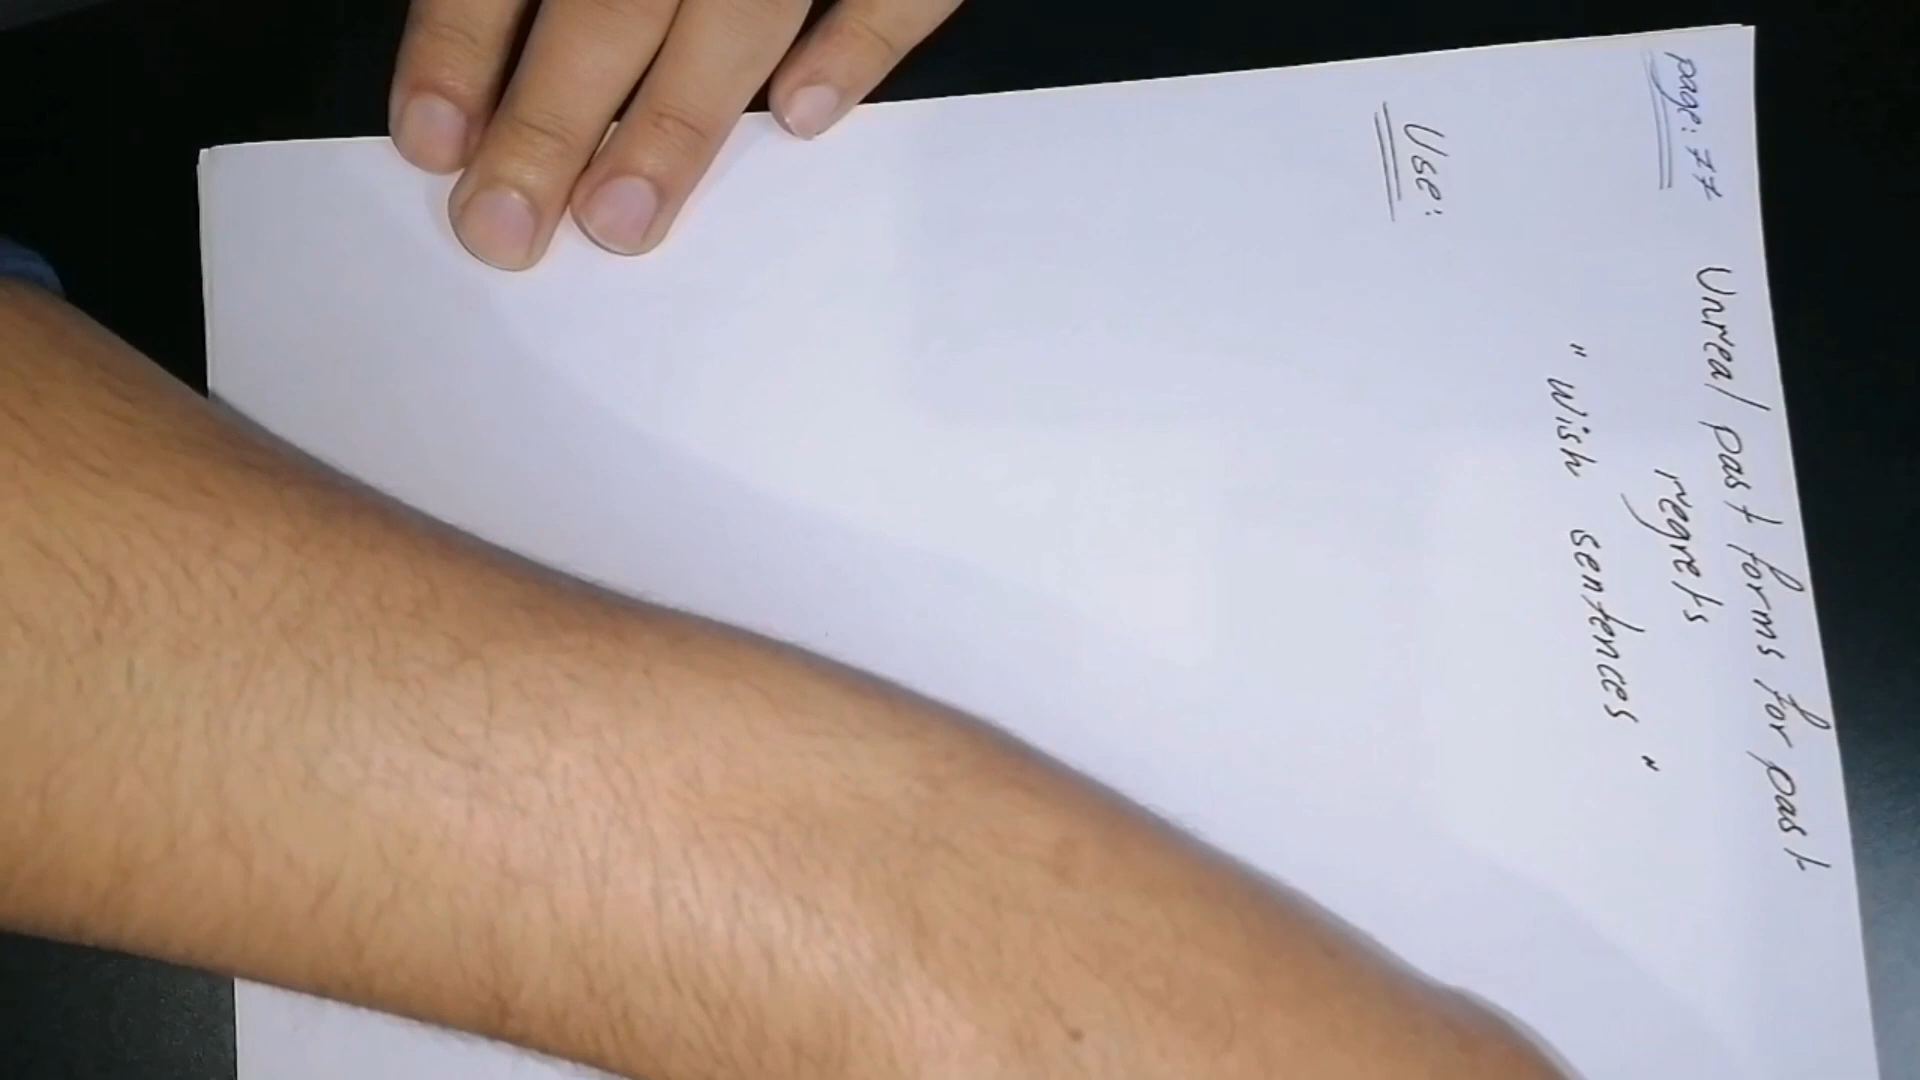 page: 77 Unreal past forms for past
regrets
" Wish sentences "
Use: